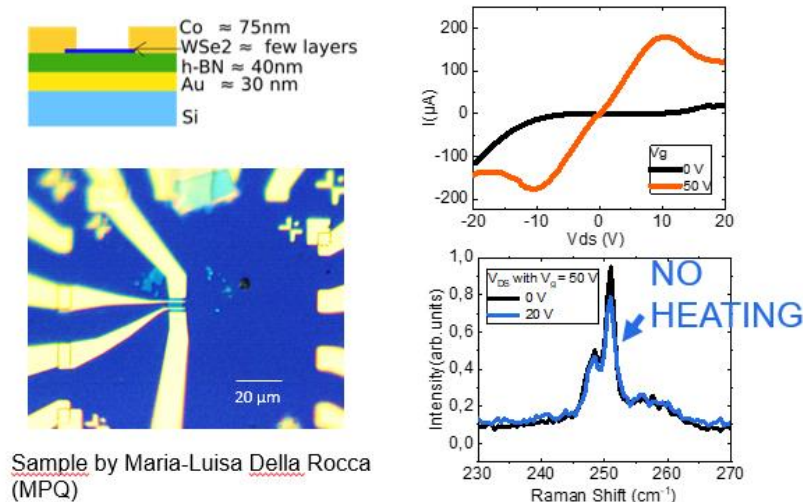 Co ≈ 75nm
WSe2 ≈ few layers
h-BN ≈ 40nm
Au ≈ 30 nm
Si
20 µm
Sample by Maria-Luisa Della Rocca
(MPQ)
200
100
0
-100
-200
I(µA)
Vg
0 V
50 V
-20 -10 0 10 20
Vds (V)
1,0
0,8
0,6
0,4
0,2
0,0
Intensity(arb.units)
VDS with Vg = 50 V
0 V
20 V
NO
HEATING
230 240 250 260 270
Raman Shift (cm-1)